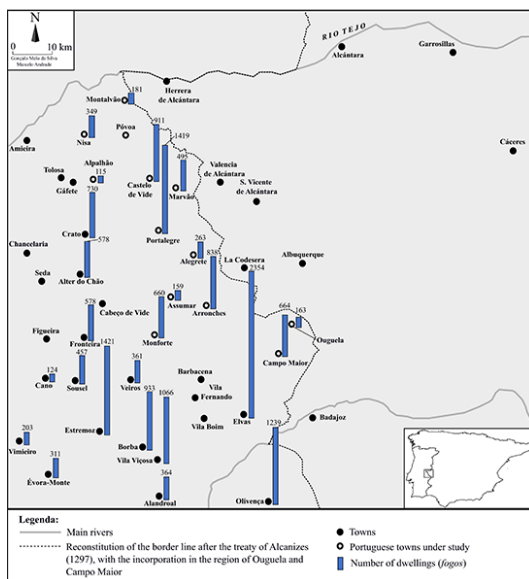 N
0 10 km
Gonçalo Melo da Silva
Marcelo Andrade
RIO TEJO
Alcántara
Garrosillas
Herrera
de Alcántara
181
Montalvão
349
Nisa
Póvoa
911
1419
Amieira
Cáceres
Alpalhão
115
495
Tolosa
Gâfete
Castelo
de Vide
Marvão
Valencia
de Alcántara
S. Vicente
de Alcántara
730
Crato
578
Portalegre
Chancelaria
263
Alegrete
838
La Codesera
2354
Albuquerque
Seda
Alter do Chão
159
Assumar
Arronches
660
664
163
Cabeço de Vide
578
Figueira
Fronteira
1421
Monforte
Ouguela
Campo Maior
457
361
124
Cano
Sousel
Veiros
Barbacena
Vila
Fernando
933
1066
Vila Boim
Elvas
Badajoz
203
Vimieiro
Estremoz
1239
Borba
Vila Viçosa
311
Évora-Monte
364
Alandroal
Olivença
Legenda:
Main rivers
Reconstitution of the border line after the treaty of Alcanizes
(1297), with the incorporation in the region of Ouguela and
Campo Maior
Towns
Portuguese towns under study
Number of dwellings (fogos)